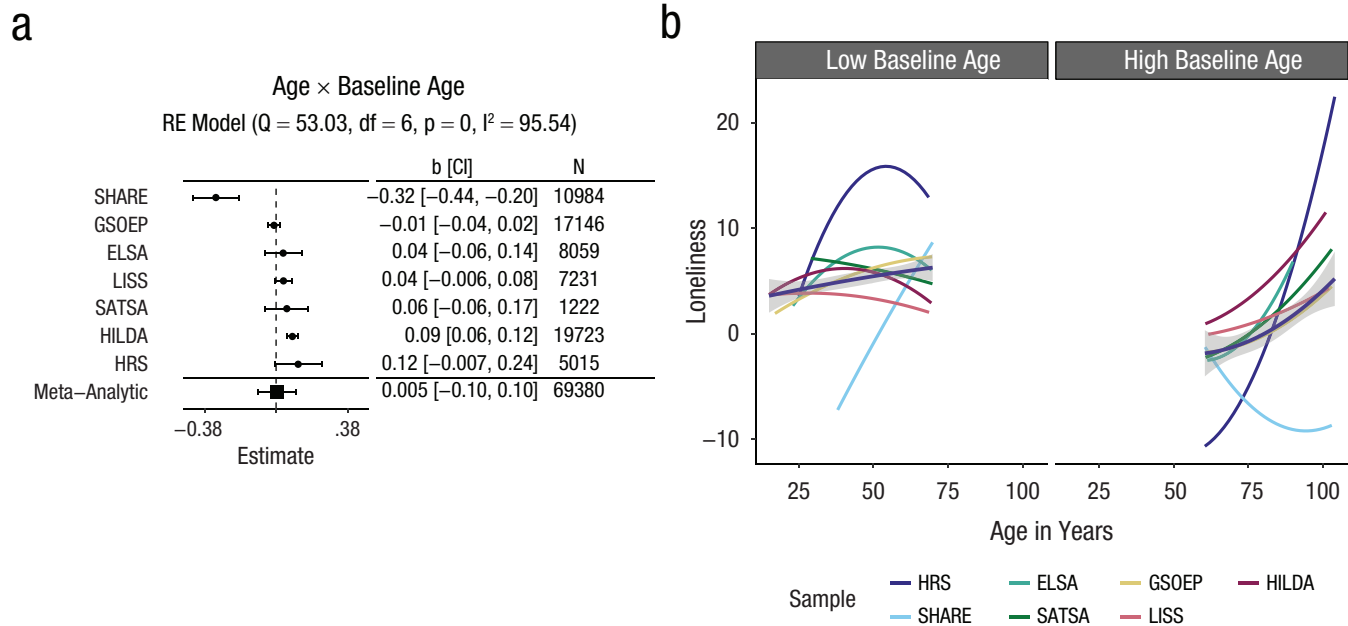 a
Age × Baseline Age
RE Model (Q = 53.03, df = 6, p = 0, I² = 95.54)
b [CI] N
SHARE −0.32 [−0.44, −0.20] 10984
GSOEP −0.01 [−0.04, 0.02] 17146
ELSA 0.04 [−0.06, 0.14] 8059
LISS 0.04 [−0.006, 0.08] 7231
SATSA 0.06 [−0.06, 0.17] 1222
HILDA 0.09 [0.06, 0.12] 19723
HRS 0.12 [−0.007, 0.24] 5015
Meta−Analytic 0.005 [−0.10, 0.10] 69380
−0.38 .38
Estimate
b
Low Baseline Age High Baseline Age
20
10
0
−10
Loneliness
25 50 75 100 25 50 75 100
Age in Years
Sample
HRS ELSA GSOEP HILDA
SHARE SATSA LISS